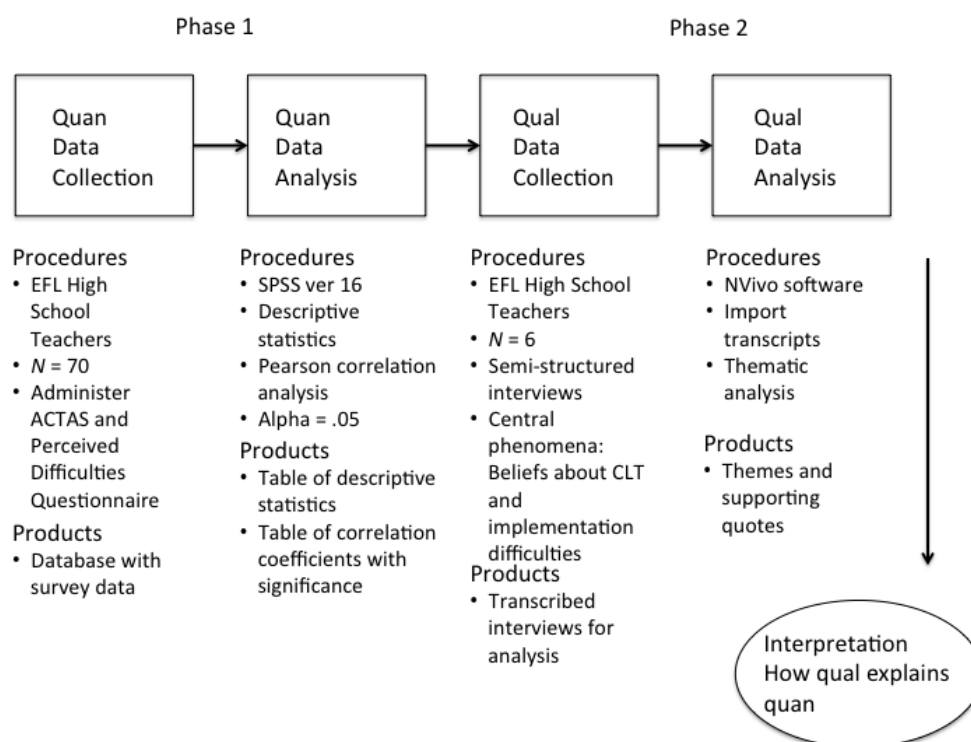 Phase 1
Phase 2
Quan
Data
Collection
Quan
Data
Analysis
Qual
Data
Collection
Qual
Data
Analysis
Procedures
• EFL High
School
Teachers
• N = 70
• Administer
ACTAS and
Perceived
Difficulties
Questionnaire
Products
• Database with
survey data
Procedures
• SPSS ver 16
• Descriptive
statistics
• Pearson correlation
analysis
• Alpha = .05
Products
• Table of descriptive
statistics
• Table of correlation
coefficients with
significance
Procedures
• EFL High School
Teachers
• N = 6
• Semi-structured
interviews
• Central
phenomena:
Beliefs about CLT
and
implementation
difficulties
Products
• Transcribed
interviews for
analysis
Procedures
• NVivo software
• Import
transcripts
• Thematic
analysis
Products
• Themes and
supporting
quotes
Interpretation
How qual explains
quan